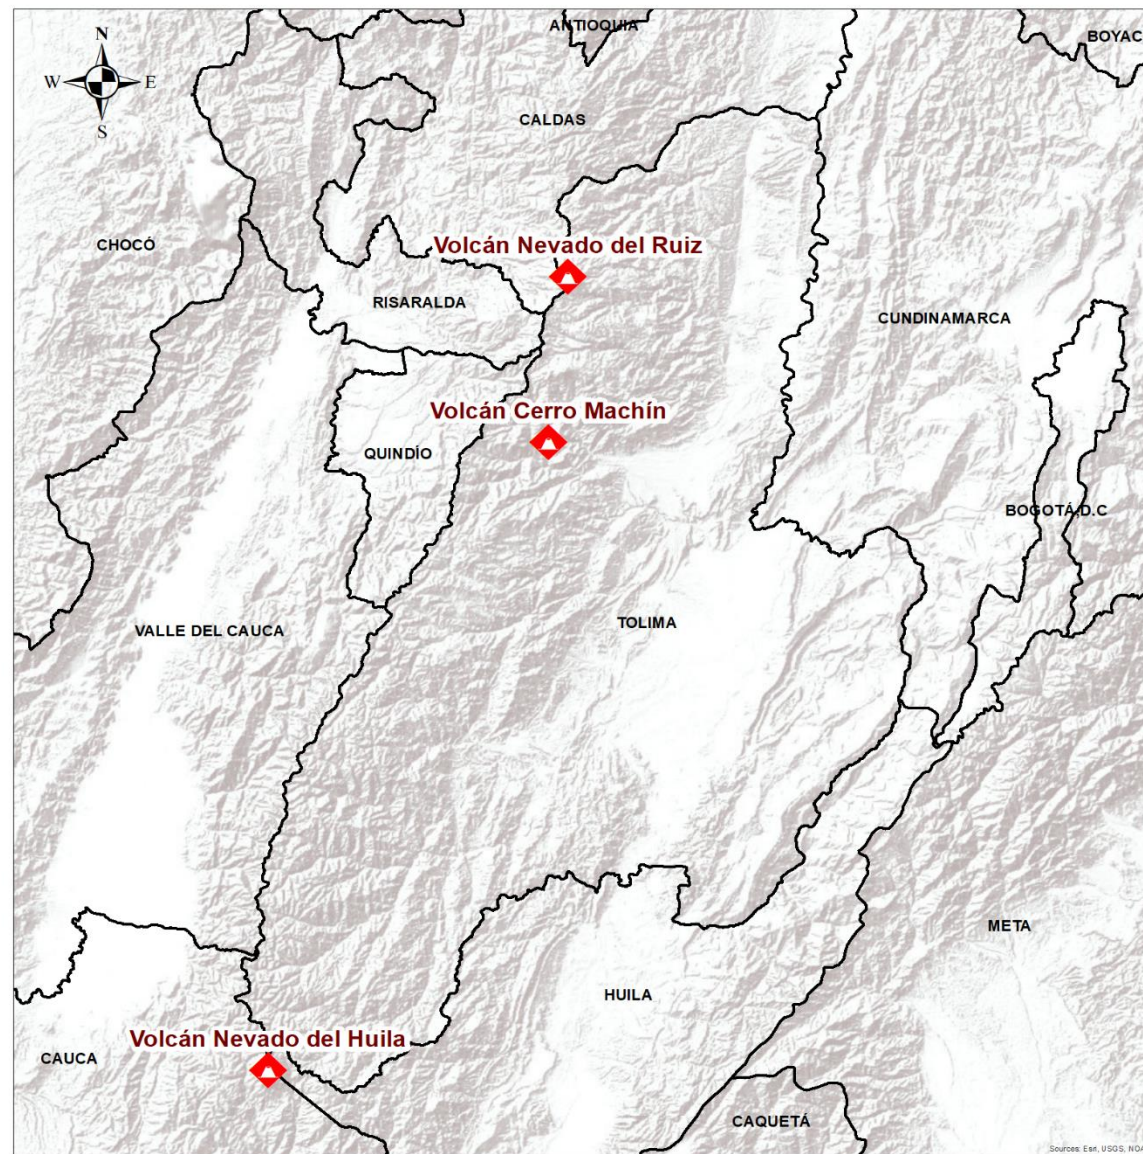 ANTIOQUIA
BOYAC
N
W
E
S
CALDAS
CHOCÓ
Volcán Nevado del Ruiz
RISARALDA
CUNDINAMARCA
Volcán Cerro Machín
QUINDÍO
BOGOTÁ,D.C
TOLIMA
VALLE DEL CAUCA
META
HUILA
Volcán Nevado del Huila
CAUCA
CAQUETÁ
Sources: Esri, USGS, NOA